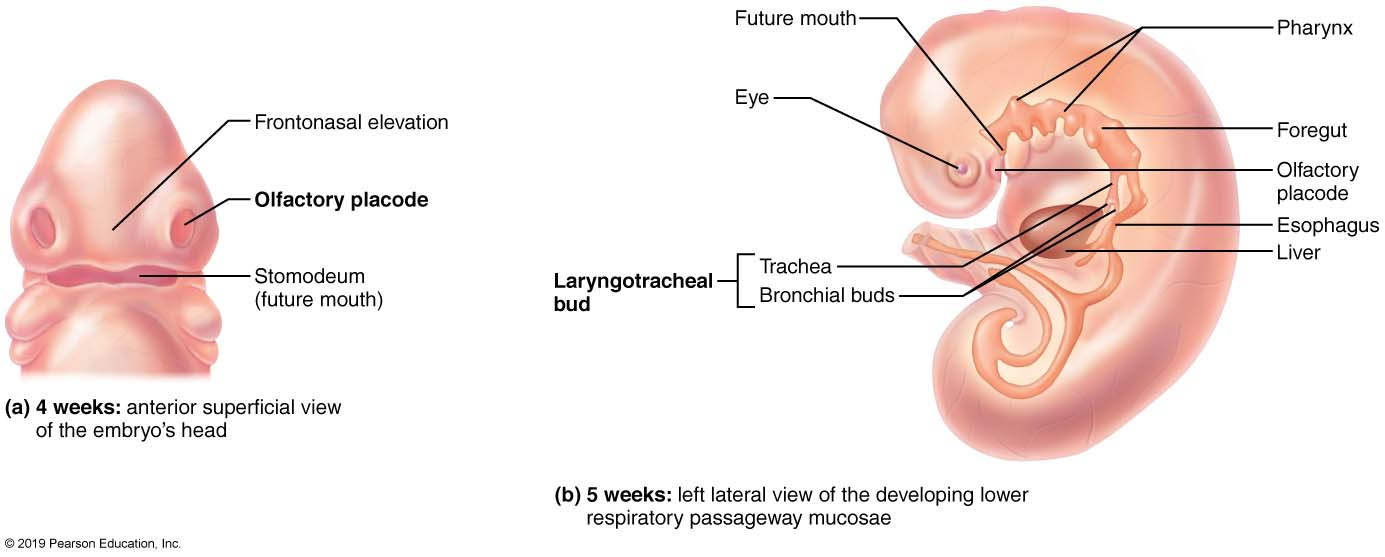 Frontonasal elevation
Olfactory placode
Stomodeum
(future mouth)
(a) 4 weeks: anterior superficial view
of the embryo’s head
Future mouth
Eye
Pharynx
Foregut
Olfactory
placode
Esophagus
Liver
Laryngotracheal
bud
Trachea
Bronchial buds
(b) 5 weeks: left lateral view of the developing lower
respiratory passageway mucosae
© 2019 Pearson Education, Inc.